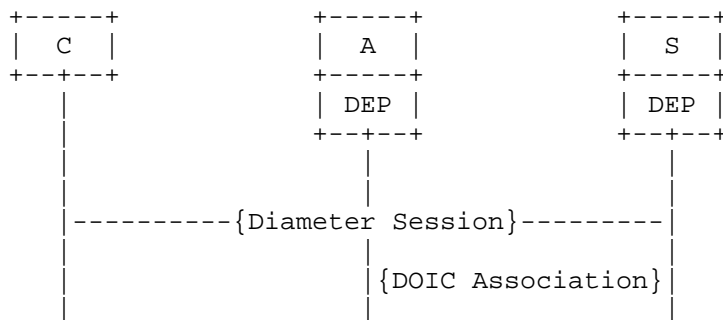 C A S
DEP DEP
{Diameter Session}
{DOIC Association}